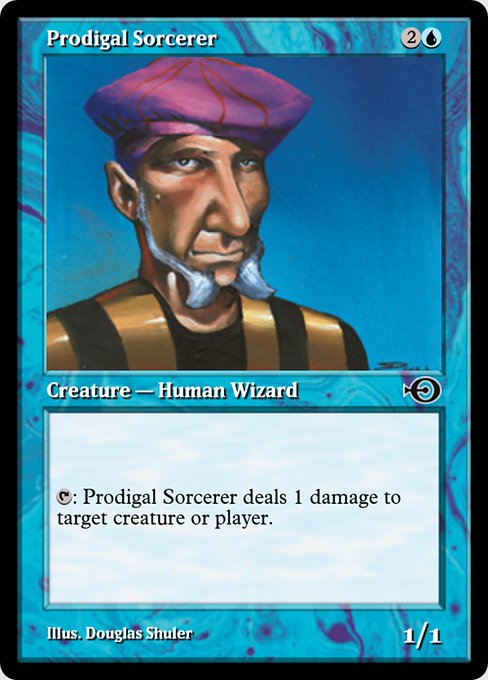 Prodigal Sorcerer 2
Creature — Human Wizard
: Prodigal Sorcerer deals 1 damage to
target creature or player.
Illus. Douglas Shuler 1/1